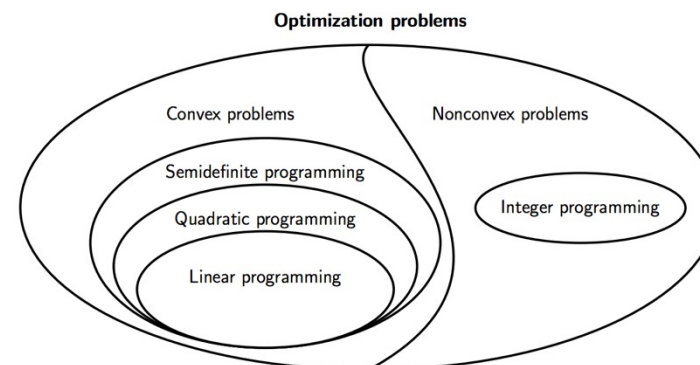 Optimization problems
Convex problems
Nonconvex problems
Semidefinite programming
Integer programming
Quadratic programming
Linear programming